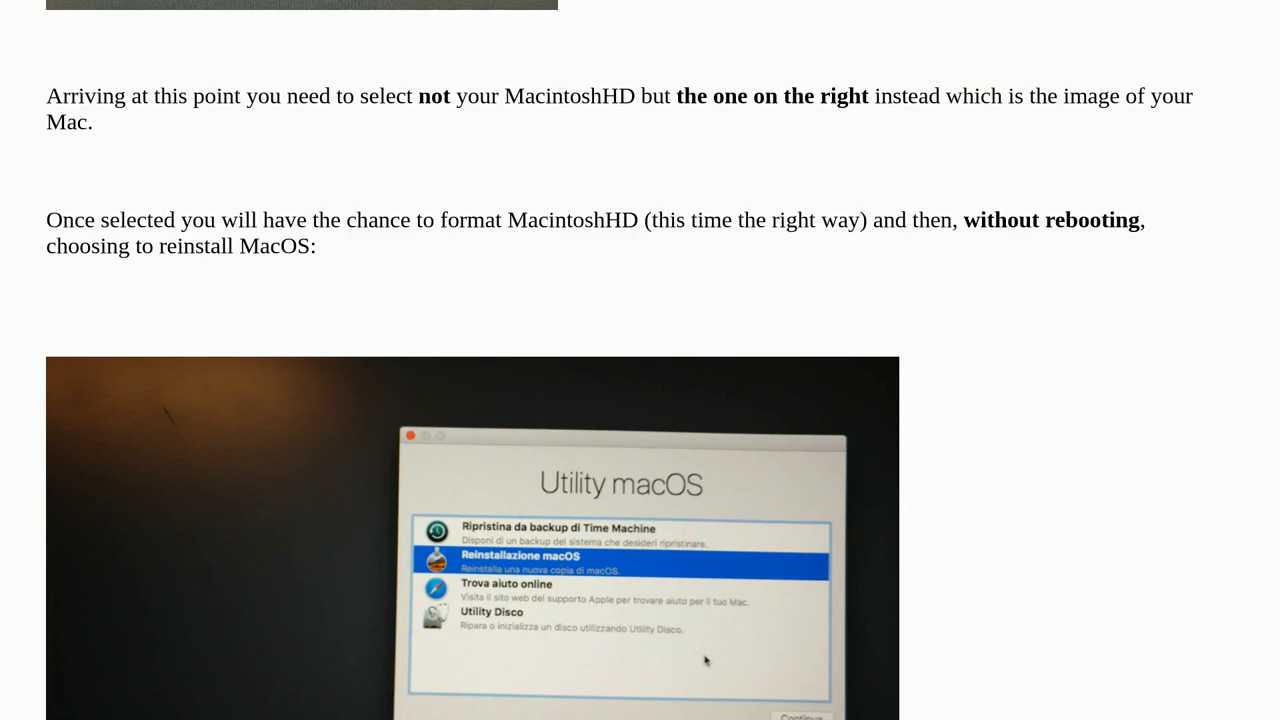 Arriving at this point you need to select not your MacintoshHD but the one on the right instead which is the image of your
Mac.
Once selected you will have the chance to format MacintoshHD (this time the right way) and then, without rebooting,
choosing to reinstall MacOS:
Utility macOS
Ripristina da backup di Time Machine
Disponi di un backup del sistema che desideri ripristinare.
Reinstallazione macOS
Reinstalla una nuova copia di macOS.
Trova aiuto online
Visita il sito web del supporto Apple per trovare aiuto per il tuo Mac.
Utility Disco
Ripara o inizializza un disco utilizzando Utility Disco.
Continua